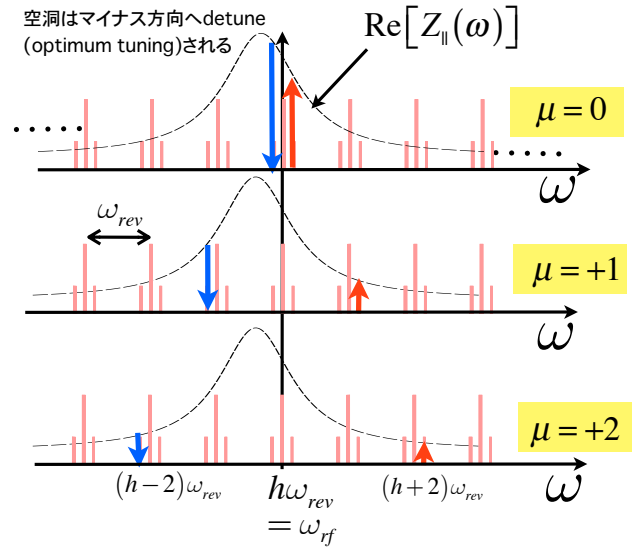 空洞はマイナス方向へdetune
(optimum tuning)される
Re[Z∥(ω)]
μ = 0
ω
ω_rev
μ = +1
ω
μ = +2
(h−2)ω_rev
hω_rev
= ω_rf
(h+2)ω_rev
ω